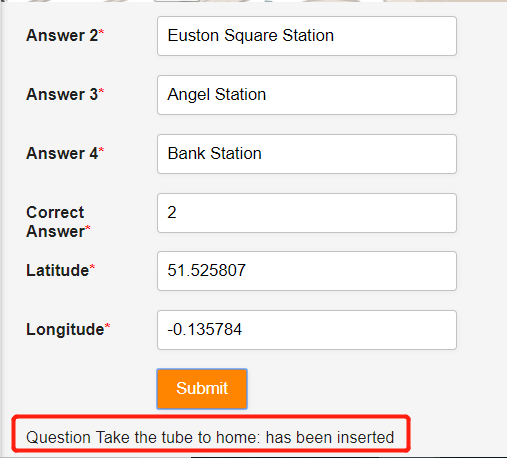 Answer 2*
Euston Square Station
Answer 3*
Angel Station
Answer 4*
Bank Station
Correct
Answer*
2
Latitude*
51.525807
Longitude*
-0.135784
Submit
Question Take the tube to home: has been inserted